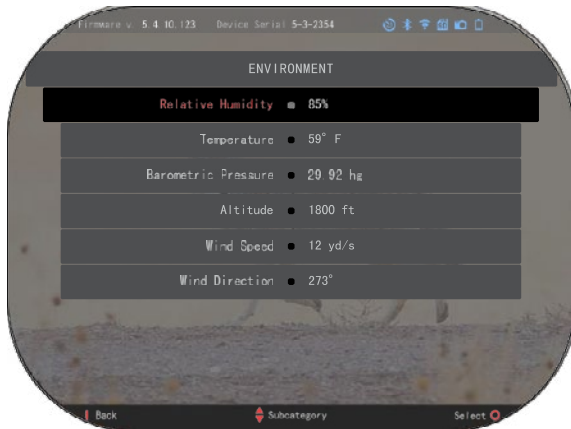 Firmware v. 5.4.10.123 Device Serial 5-3-2354
ENVIRONMENT
Relative Humidity 85%
Temperature 59° F
Barometric Pressure 29.92 hg
Altitude 1800 ft
Wind Speed 12 yd/s
Wind Direction 273°
Back Subcategory Select